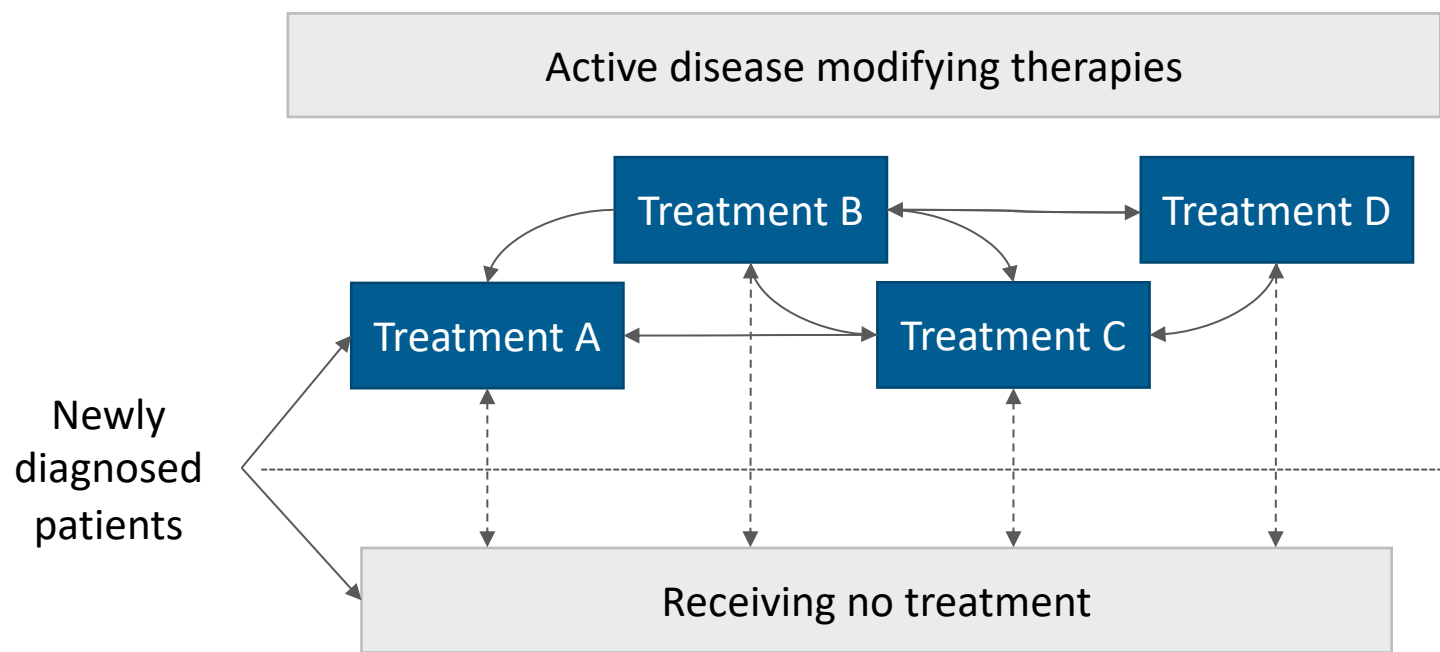 Active disease modifying therapies
Treatment B
Treatment D
Treatment A
Treatment C
Newly
diagnosed
patients
Receiving no treatment